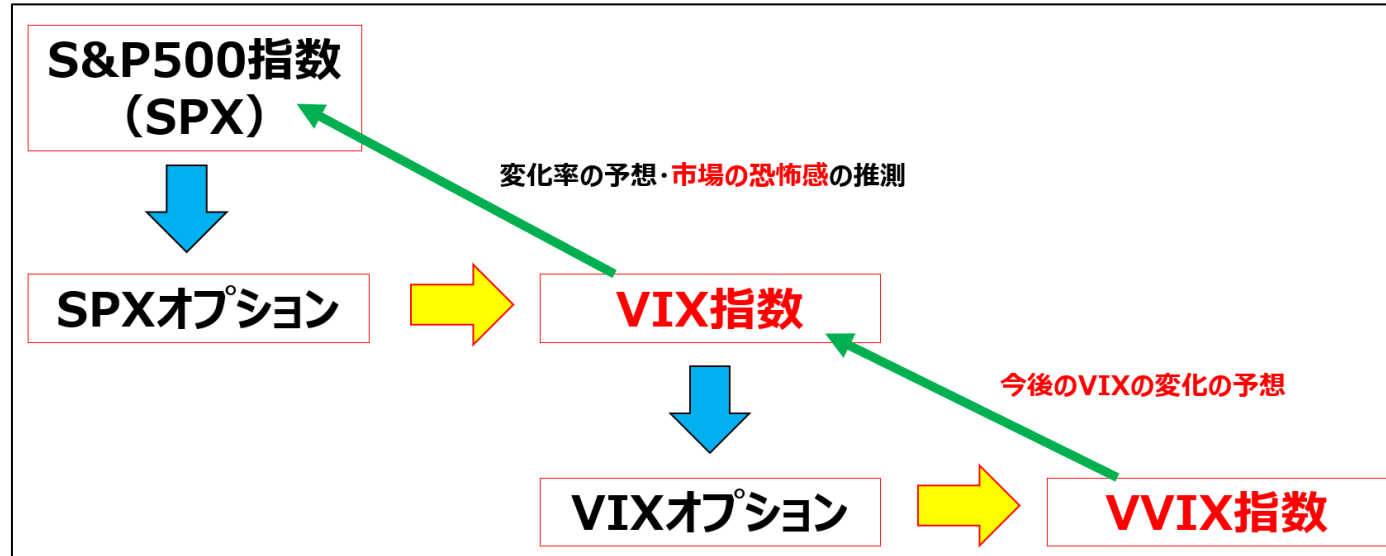 S&P500指数
（SPX）
変化率の予想･市場の恐怖感の推測
SPXオプション
VIX指数
今後のVIXの変化の予想
VIXオプション
VVIX指数